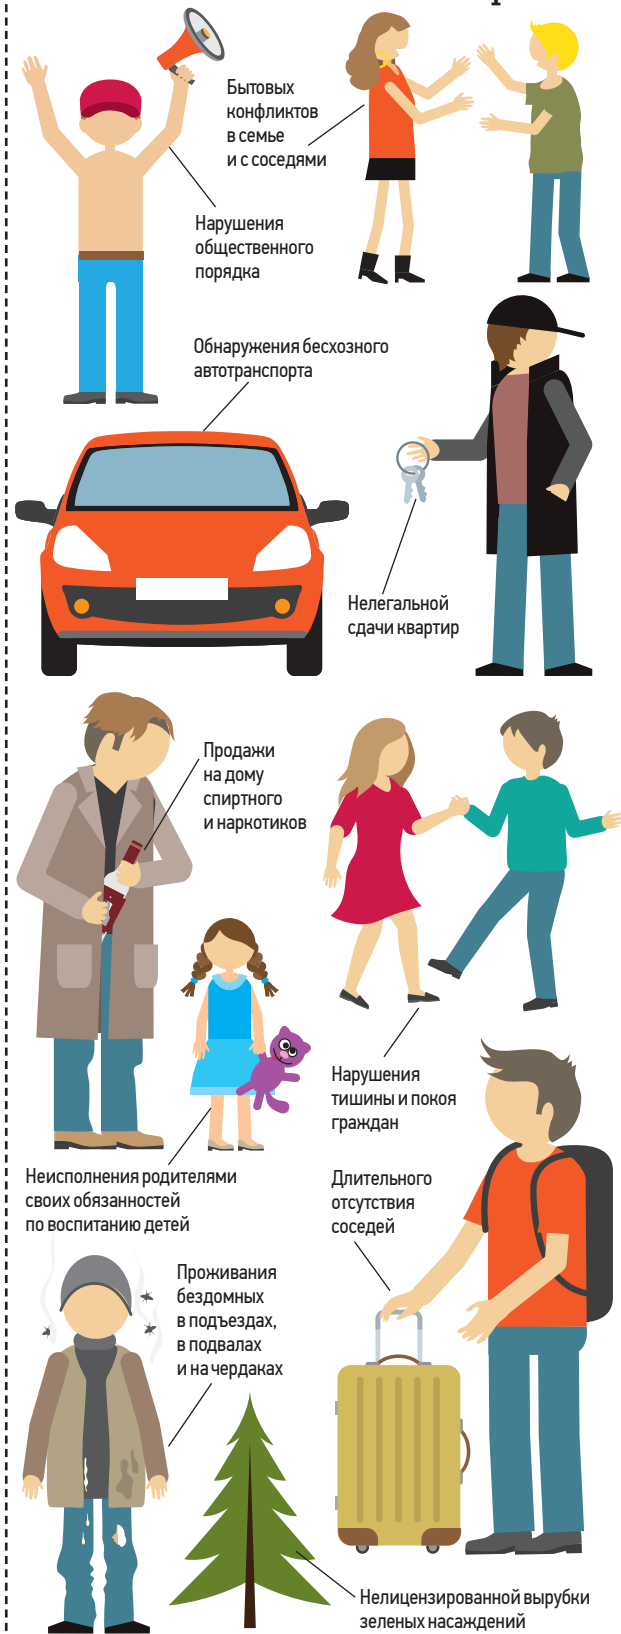 Бытовых
конфликтов
в семье
и с соседями
Нарушения
общественного
порядка
Обнаружения бесхозного
автотранспорта
Нелегальной
сдачи квартир
Продажи
на дому
спиртного
и наркотиков
Нарушения
тишины и покоя
граждан
Неисполнения родителями
своих обязанностей
по воспитанию детей
Длительного
отсутствия
соседей
Проживания
бездомных
в подъездах,
в подвалах
и на чердаках
Нелицензированной вырубки
зеленых насаждений